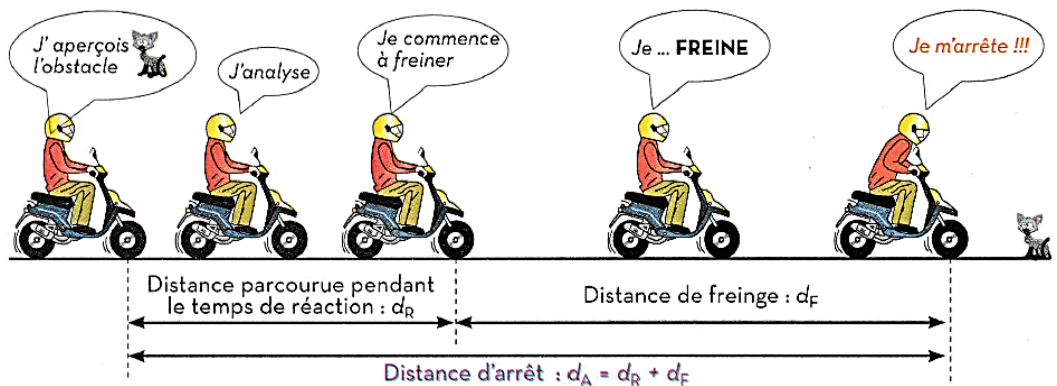 J'aperçois
l'obstacle
J'analyse
Je commence
à freiner
Je ... FREINE
Je m'arrête !!!
Distance parcourue pendant
le temps de réaction : dR
Distance de freinge : dF
Distance d'arrêt : dA = dR + dF